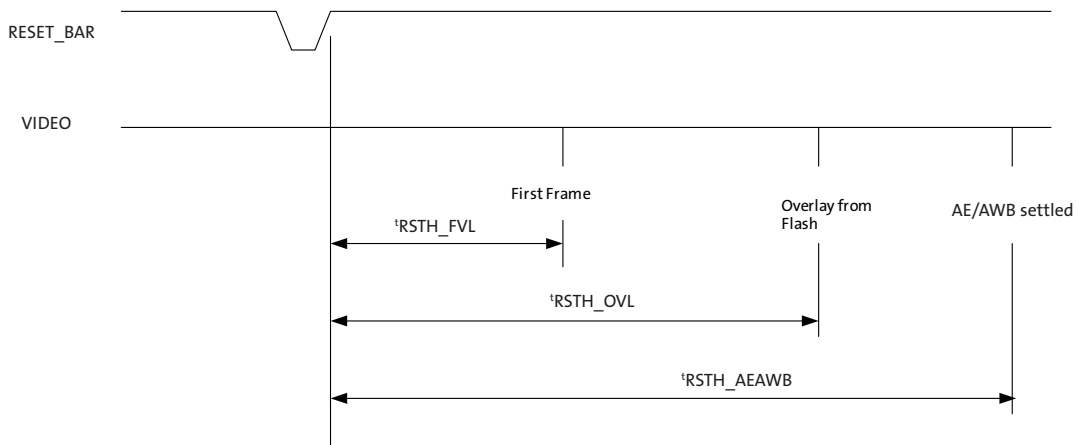 RESET_BAR
VIDEO
First Frame
Overlay from
Flash
AE/AWB settled
tRSTH_FVL
tRSTH_OVL
tRSTH_AEAWB